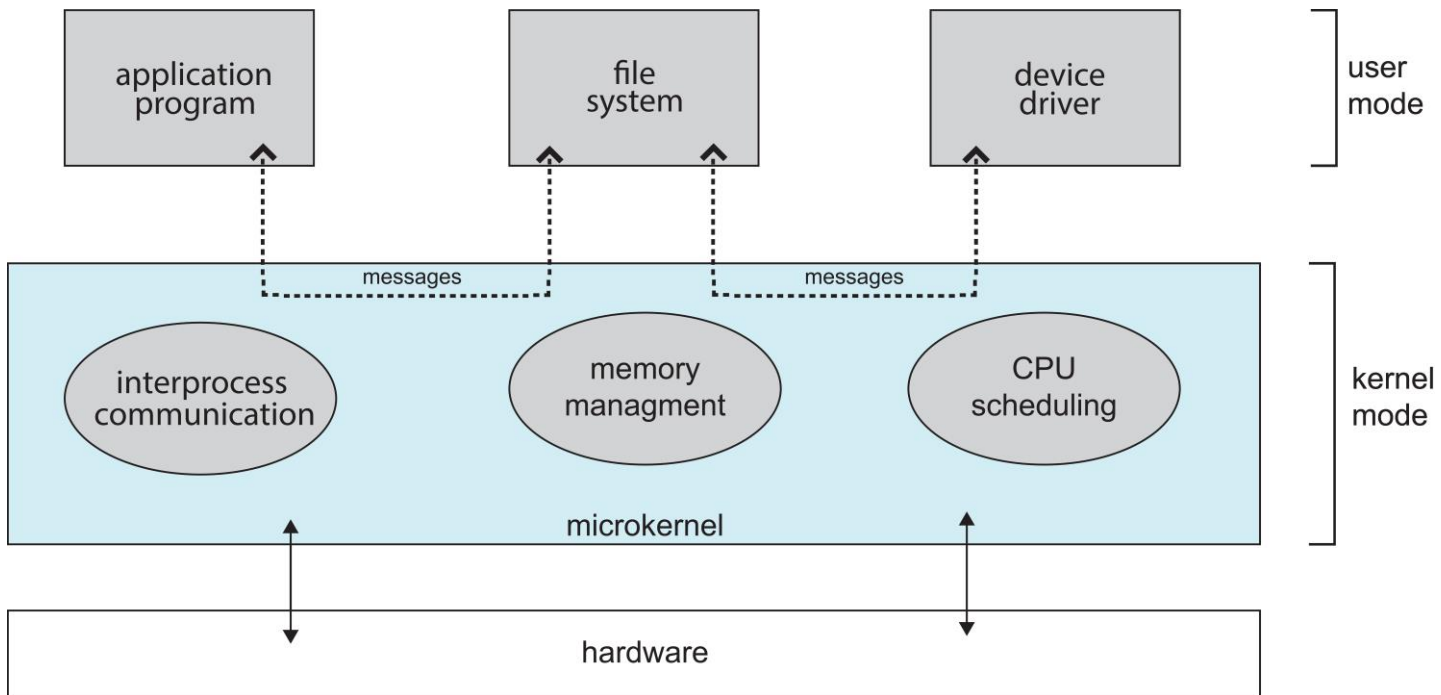 application
program
file
system
device
driver
user
mode
messages
messages
interprocess
communication
memory
managment
CPU
scheduling
kernel
mode
microkernel
hardware